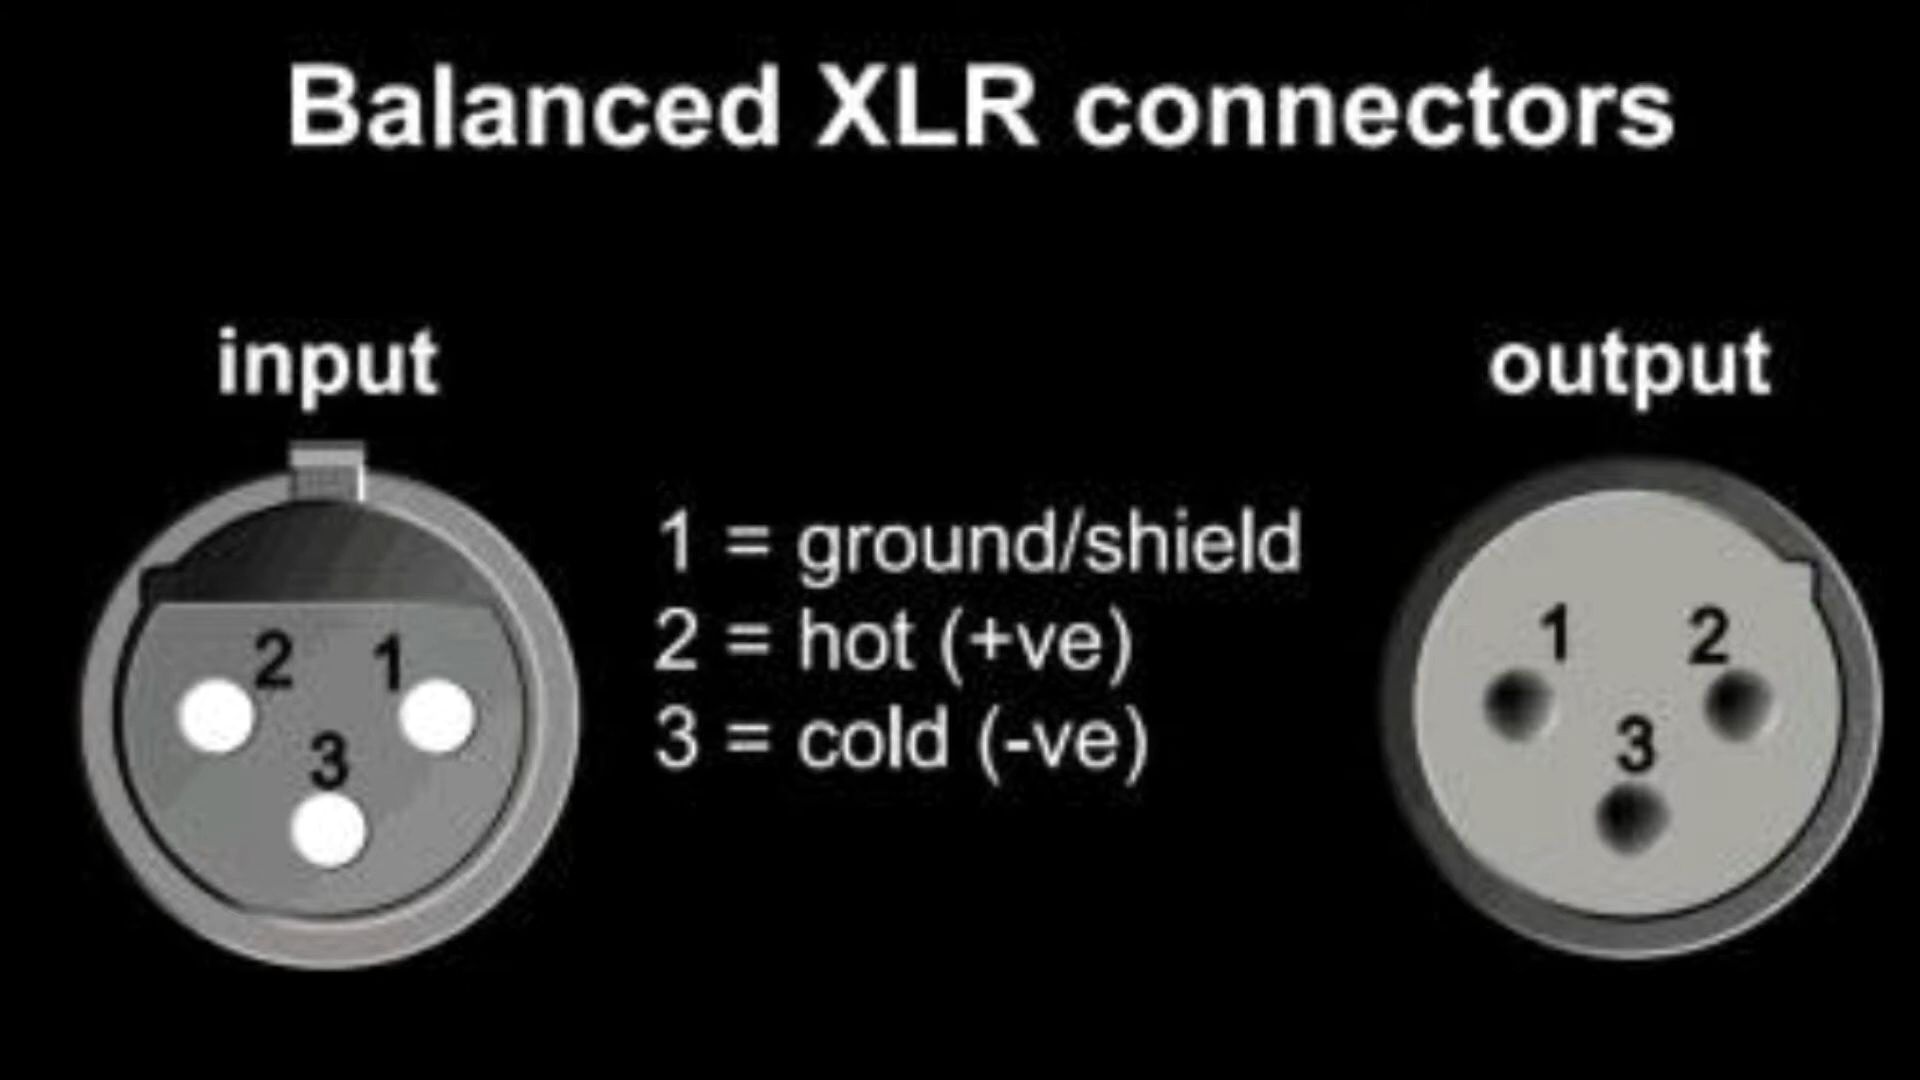 Balanced XLR connectors
input
output
1 = ground/shield
2 = hot (+ve)
3 = cold (-ve)
2 1
3
1 2
3